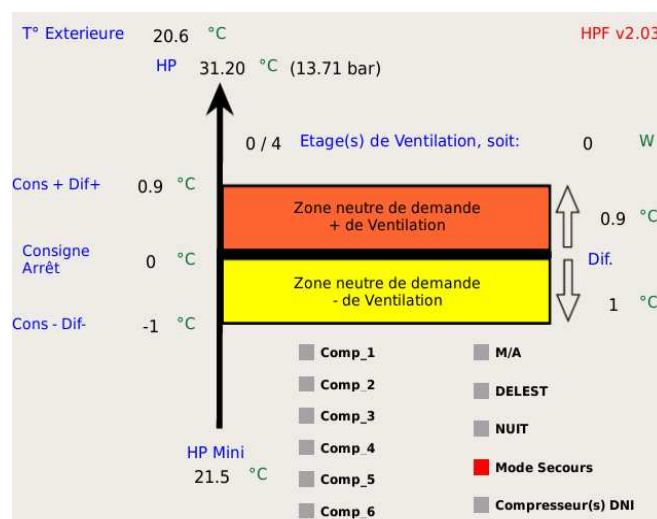 T° Exterieure 20.6 °C HPF v2.03
HP 31.20 °C (13.71 bar)
0 / 4 Etage(s) de Ventilation, soit: 0 W
Cons + Dif+ 0.9 °C
Zone neutre de demande
+ de Ventilation
0.9 °C
Consigne
Arrêt
0 °C
Dif.
Zone neutre de demande
- de Ventilation
1 °C
Cons - Dif- -1 °C
Comp_1 M/A
Comp_2 DELEST
Comp_3 NUIT
Comp_4 Mode Secours
Comp_5 Compresseur(s) DNI
Comp_6
HP Mini
21.5 °C